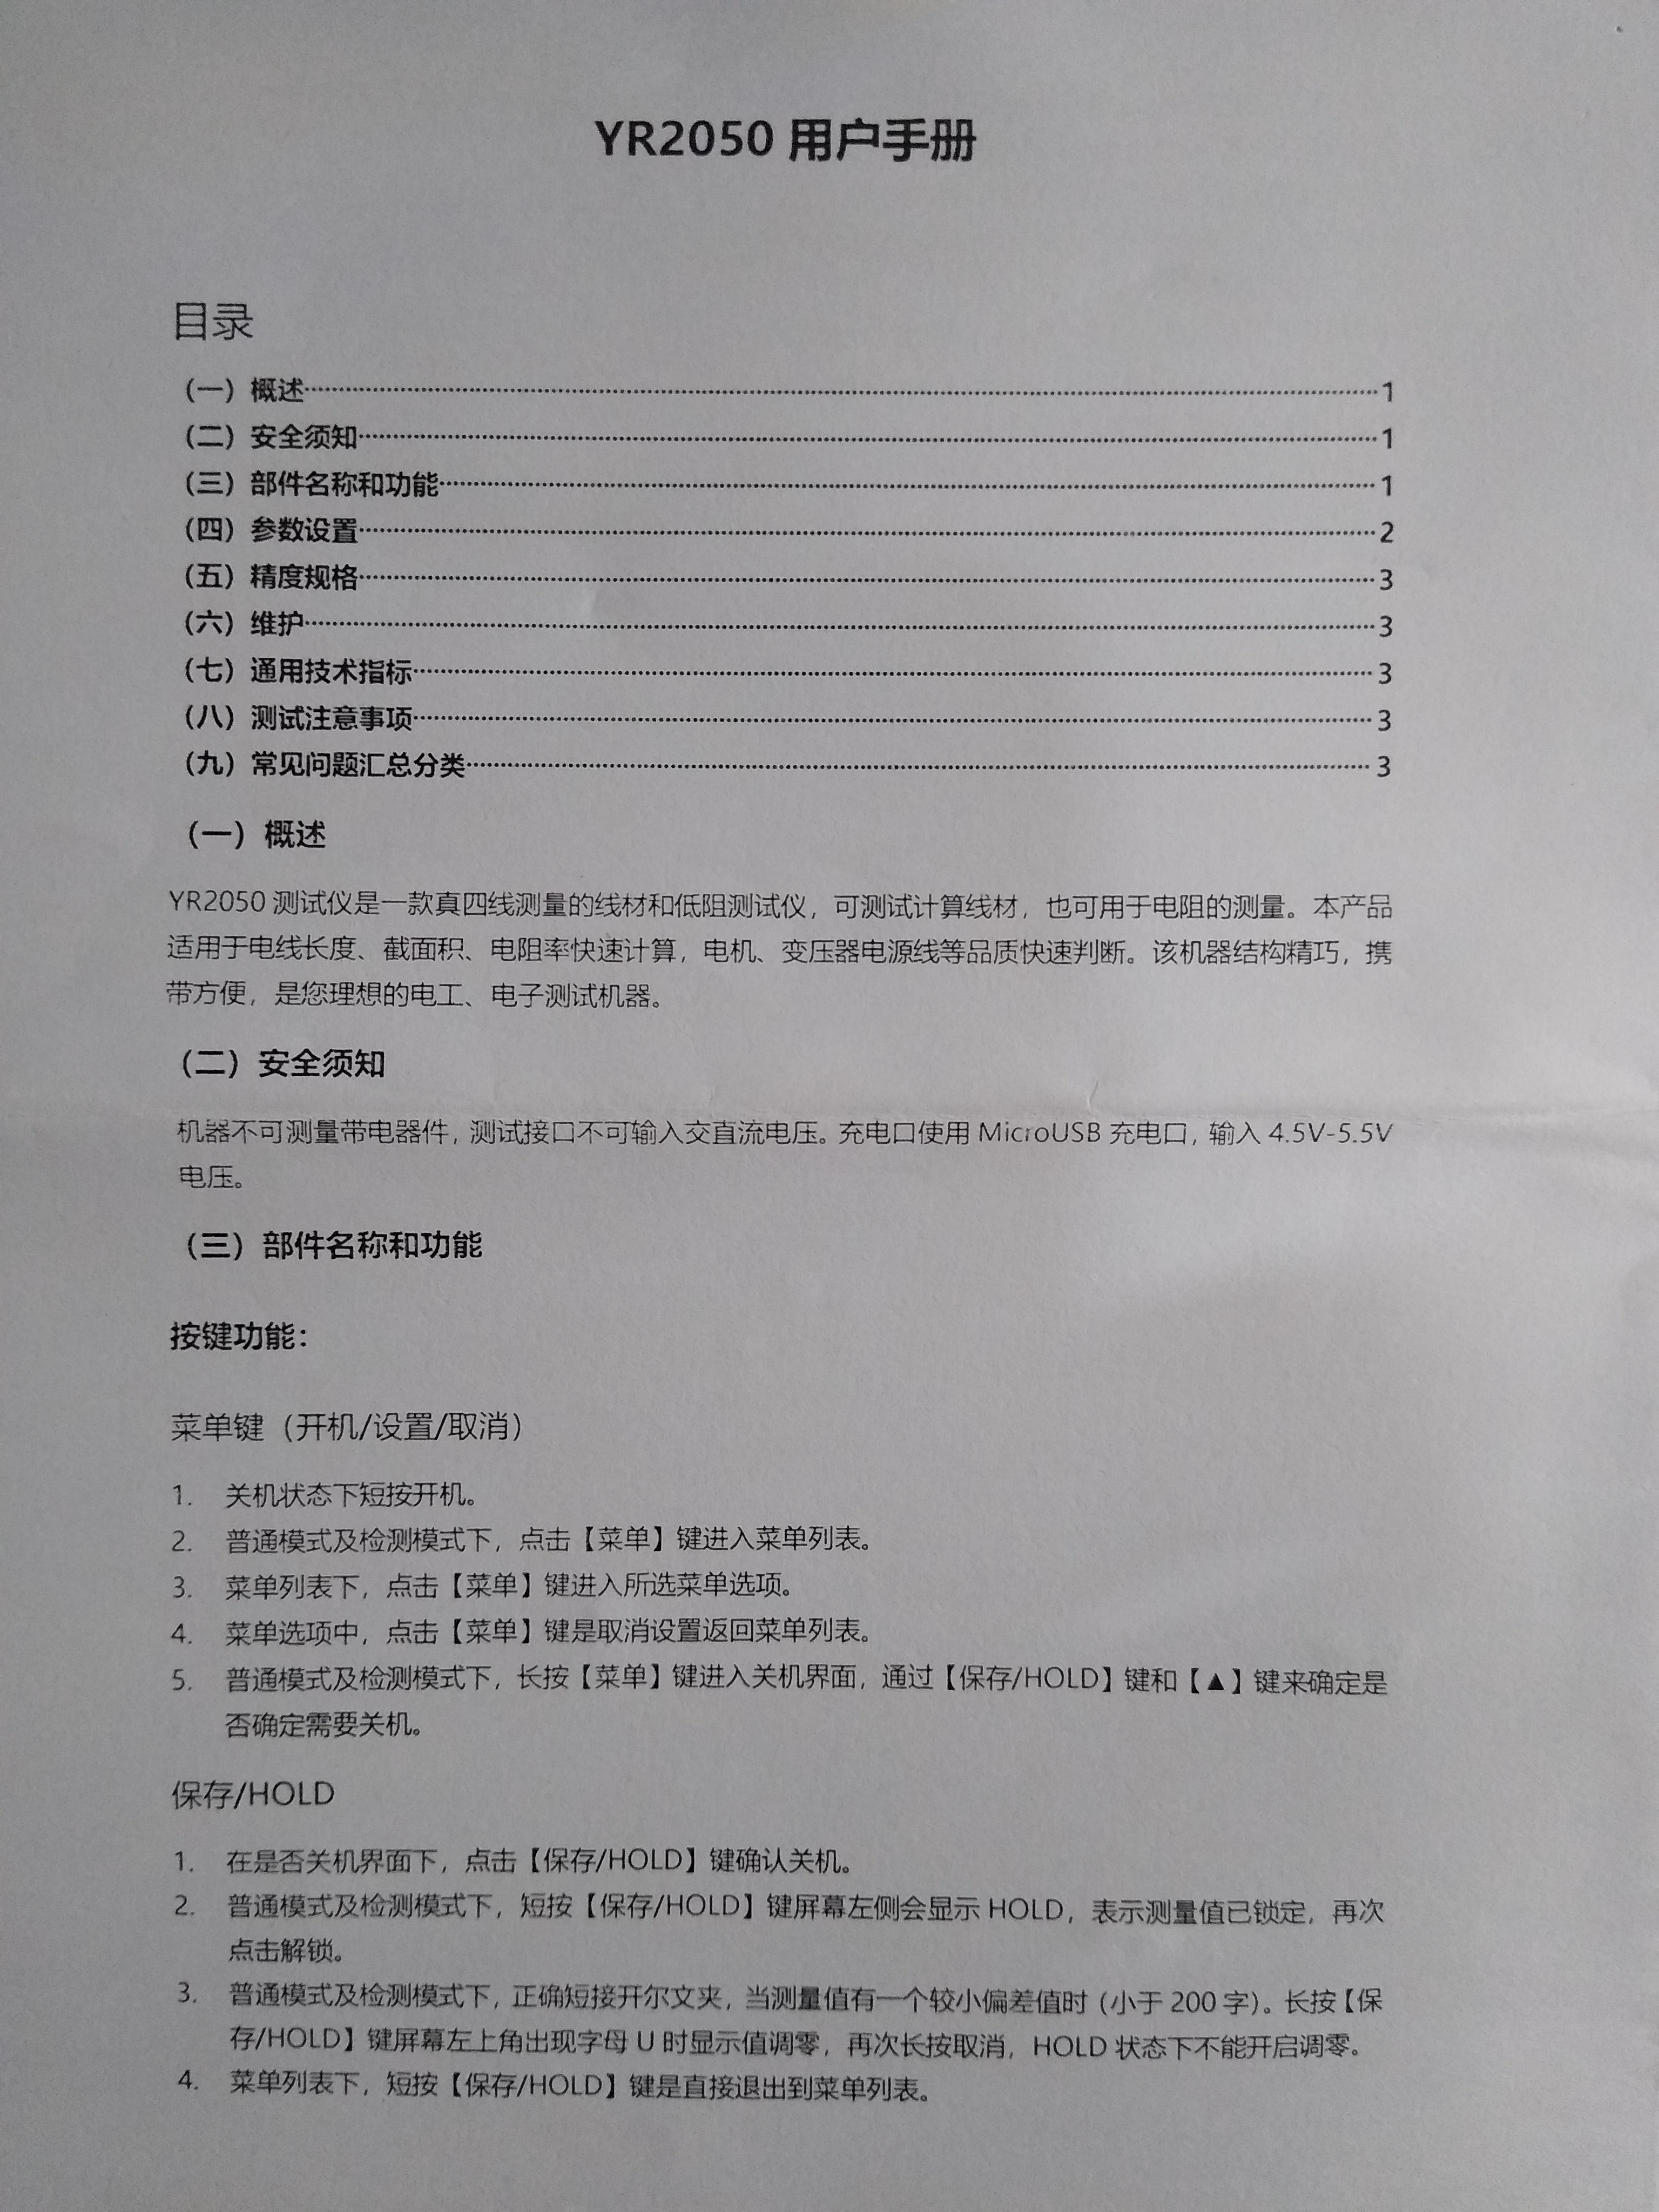 YR2050 用户手册
目录
（一）概述……1
（二）安全须知……1
（三）部件名称和功能……1
（四）参数设置……2
（五）精度规格……3
（六）维护……3
（七）通用技术指标……3
（八）测试注意事项……3
（九）常见问题汇总分类……3
（一）概述
YR2050 测试仪是一款真四线测量的线材和低阻测试仪，可测试计算线材，也可用于电阻的测量。本产品
适用于电线长度、截面积、电阻率快速计算，电机、变压器电源线等品质快速判断。该机器结构精巧，携
带方便，是您理想的电工、电子测试机器。
（二）安全须知
机器不可测量带电器件，测试接口不可输入交直流电压。充电口使用 MicroUSB 充电口，输入 4.5V-5.5V
电压。
（三）部件名称和功能
按键功能：
菜单键（开机/设置/取消）
1. 关机状态下短按开机。
2. 普通模式及检测模式下，点击【菜单】键进入菜单列表。
3. 菜单列表下，点击【菜单】键进入所选菜单选项。
4. 菜单选项中，点击【菜单】键是取消设置返回菜单列表。
5. 普通模式及检测模式下，长按【菜单】键进入关机界面，通过【保存/HOLD】键和【▲】键来确定是
否确定需要关机。
保存/HOLD
1. 在是否关机界面下，点击【保存/HOLD】键确认关机。
2. 普通模式及检测模式下，短按【保存/HOLD】键屏幕左侧会显示 HOLD，表示测量值已锁定，再次
点击解锁。
3. 普通模式及检测模式下，正确短接开尔文夹，当测量值有一个较小偏差值时（小于 200 字）。长按【保
存/HOLD】键屏幕左上角出现字母 U 时显示值调零，再次长按取消，HOLD 状态下不能开启调零。
4. 菜单列表下，短按【保存/HOLD】键是直接退出到菜单列表。